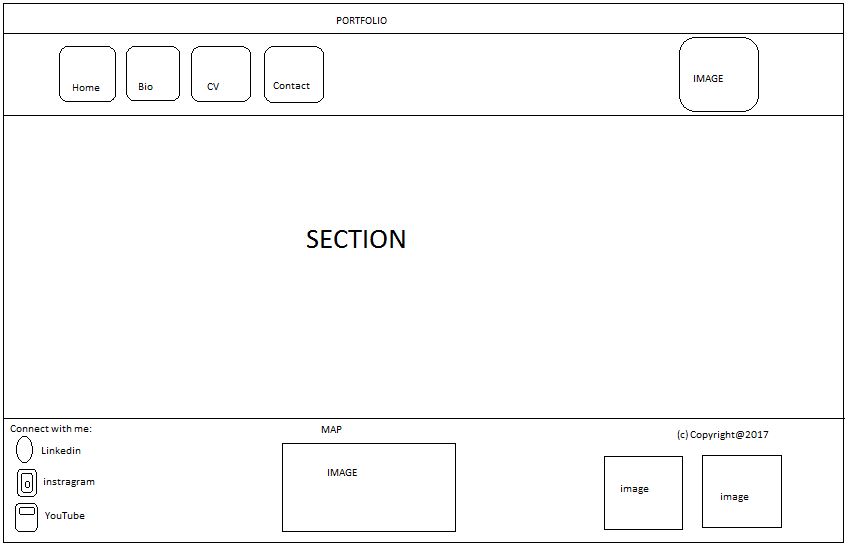 PORTFOLIO
Home
Bio
CV
Contact
IMAGE
SECTION
Connect with me:
Linkedin
instragram
YouTube
MAP
IMAGE
(c) Copyright@2017
image
image